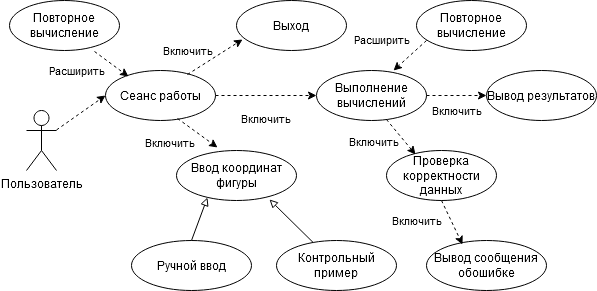 Повторное
вычисление
Выход
Повторное
вычисление
Включить
Расширить
Расширить
Сеанс работы
Выполнение
вычислений
Вывод результатов
Включить
Включить
Включить
Включить
Пользователь
Ввод координат
фигуры
Проверка
корректности
данных
Включить
Ручной ввод
Контрольный
пример
Вывод сообщения
обошибке